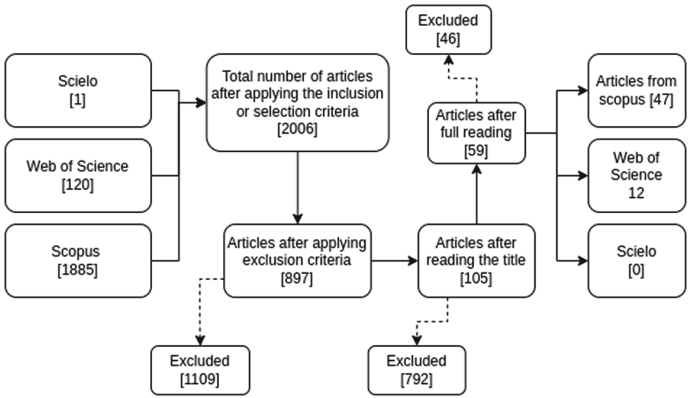 Scielo
[1]
Web of Science
[120]
Scopus
[1885]
Total number of articles
after applying the inclusion
or selection criteria
[2006]
Articles after applying
exclusion criteria
[897]
Excluded
[1109]
Articles after
reading the title
[105]
Excluded
[792]
Articles after
full reading
[59]
Excluded
[46]
Articles from
scopus [47]
Web of
Science
12
Scielo
[0]